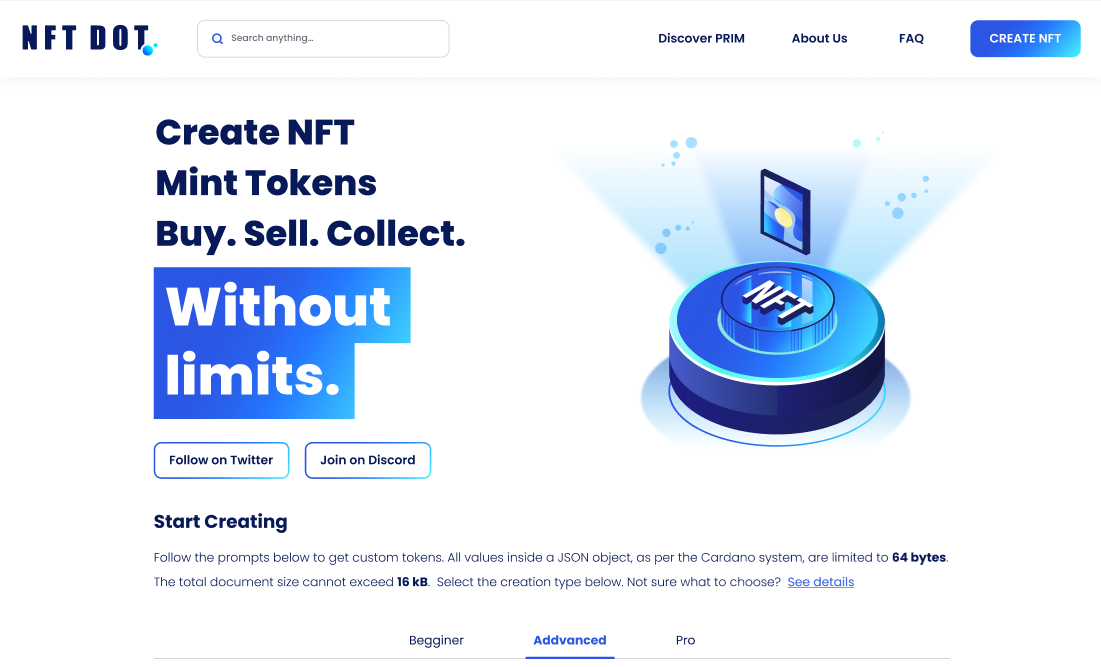 NFT DOT.
Search anything...
Discover PRIM
About Us
FAQ
CREATE NFT
Create NFT
Mint Tokens
Buy. Sell. Collect.
Without
limits.
NFT
Follow on Twitter
Join on Discord
Start Creating
Follow the prompts below to get custom tokens. All values inside a JSON object, as per the Cardano system, are limited to 64 bytes.
The total document size cannot exceed 16 kB. Select the creation type below. Not sure what to choose? See details
Begginer
Addvanced
Pro